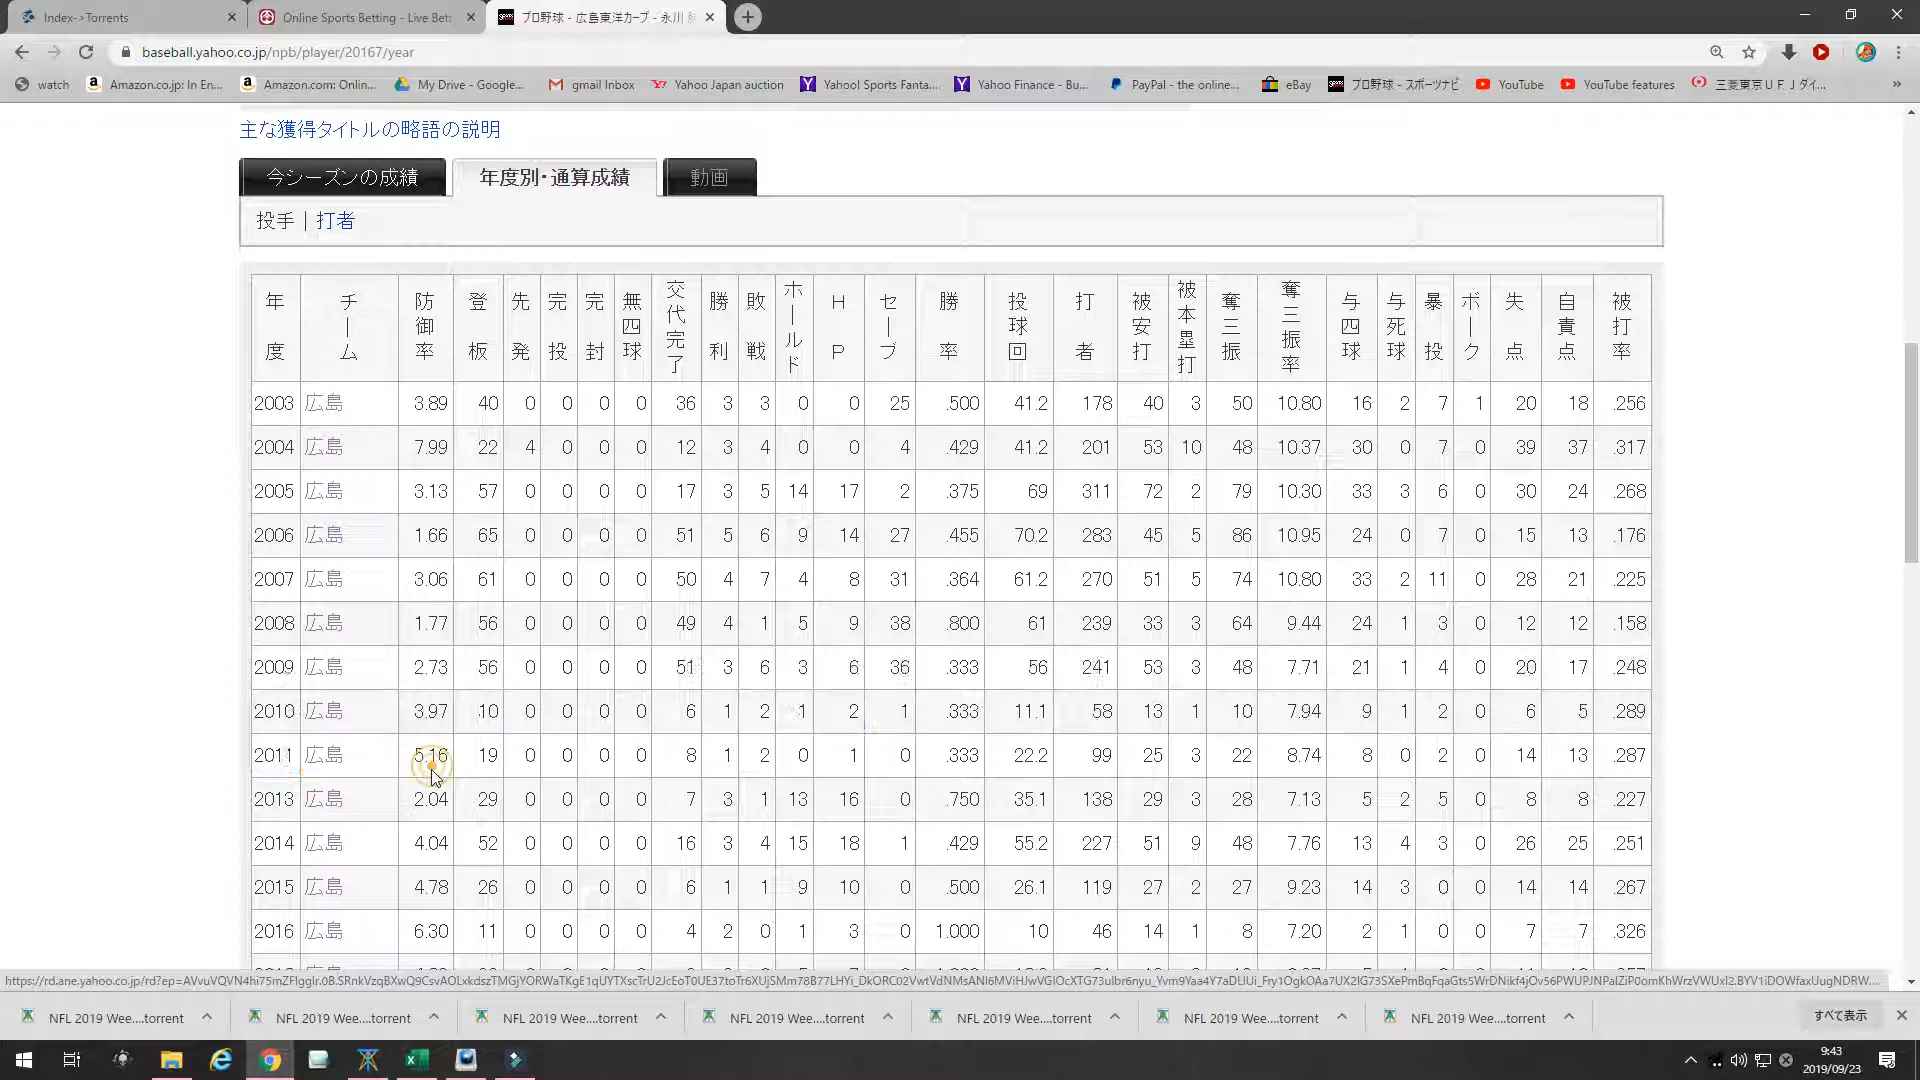 Index->Torrents
Online Sports Betting - Live Bett
プロ野球 - 広島東洋カープ - 永川
baseball.yahoo.co.jp/npb/player/20167/year
watch Amazon.co.jp: In En... Amazon.com: Onlin... My Drive - Google... gmail Inbox Yahoo Japan auction Yahoo! Sports Fanta... Yahoo Finance - Bu... PayPal - the online... eBay プロ野球 - スポーツナビ YouTube YouTube features 三菱東京ＵＦＪダイ... »
主な獲得タイトルの略語の説明
今シーズンの成績 年度別・通算成績 動画
投手 | 打者
年度 チーム 防御率 登板 先発 完投 完封 無四球 交代完了 勝利 敗戦 ホールド HP セーブ 勝率 投球回 打者 被安打 被本塁打 奪三振 奪三振率 与四球 与死球 暴投 ボーク 失点 自責点 被打率
2003 広島 3.89 40 0 0 0 0 36 3 3 0 0 25 .500 41.2 178 40 3 50 10.80 16 2 7 1 20 18 .256
2004 広島 7.99 22 4 0 0 0 12 3 4 0 0 4 .429 41.2 201 53 10 48 10.37 30 0 7 0 39 37 .317
2005 広島 3.13 57 0 0 0 0 17 3 5 14 17 2 .375 69 311 72 2 79 10.30 33 3 6 0 30 24 .268
2006 広島 1.66 65 0 0 0 0 51 5 6 9 14 27 .455 70.2 283 45 5 86 10.95 24 0 7 0 15 13 .176
2007 広島 3.06 61 0 0 0 0 50 4 7 4 8 31 .364 61.2 270 51 5 74 10.80 33 2 11 0 28 21 .225
2008 広島 1.77 56 0 0 0 0 49 4 1 5 9 38 .800 61 239 33 3 64 9.44 24 1 3 0 12 12 .158
2009 広島 2.73 56 0 0 0 0 51 3 6 3 6 36 .333 56 241 53 3 48 7.71 21 1 4 0 20 17 .248
2010 広島 3.97 10 0 0 0 0 6 1 2 1 2 1 .333 11.1 58 13 1 10 7.94 9 1 2 0 6 5 .289
2011 広島 5.16 19 0 0 0 0 8 1 2 0 1 0 .333 22.2 99 25 3 22 8.74 8 0 2 0 14 13 .287
2013 広島 2.04 29 0 0 0 0 7 3 1 13 16 0 .750 35.1 138 29 3 28 7.13 5 2 5 0 8 8 .227
2014 広島 4.04 52 0 0 0 0 16 3 4 15 18 1 .429 55.2 227 51 9 48 7.76 13 4 3 0 26 25 .251
2015 広島 4.78 26 0 0 0 0 6 1 1 9 10 0 .500 26.1 119 27 2 27 9.23 14 3 0 0 14 14 .267
2016 広島 6.30 11 0 0 0 0 4 2 0 1 3 0 1.000 10 46 14 1 8 7.20 2 1 0 0 7 7 .326
NFL 2019 Wee....torrent NFL 2019 Wee....torrent NFL 2019 Wee....torrent NFL 2019 Wee....torrent NFL 2019 Wee....torrent NFL 2019 Wee....torrent NFL 2019 Wee....torrent すべて表示
9:43
2019/09/23